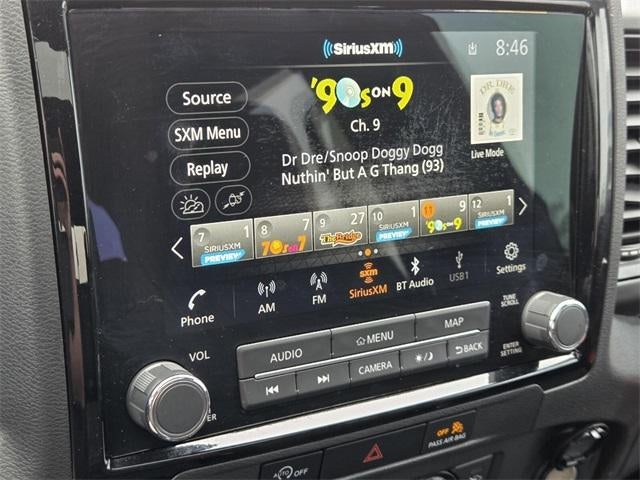 ((SiriusXM))
8:46
'90s ON 9
Source
Ch. 9
DR. DRE
SXM Menu
Dr Dre/Snoop Doggy Dogg
Live Mode
Replay
Nuthin' But A G Thang (93)
7 1
SIRIUSXM
PREVIEW
8 7
70s on 7
9 27
The Bridge
10 1
SIRIUSXM
PREVIEW
11 9
'90s ON 9
12 1
SIRIUSXM
PREVIEW
Phone
AM
FM
sxm
SiriusXM
BT Audio
USB1
Settings
TUNE
SCROLL
VOL
AUDIO
MENU
MAP
CAMERA
BACK
ENTER
SETTING
OFF
PASS AIR BAG
OFF